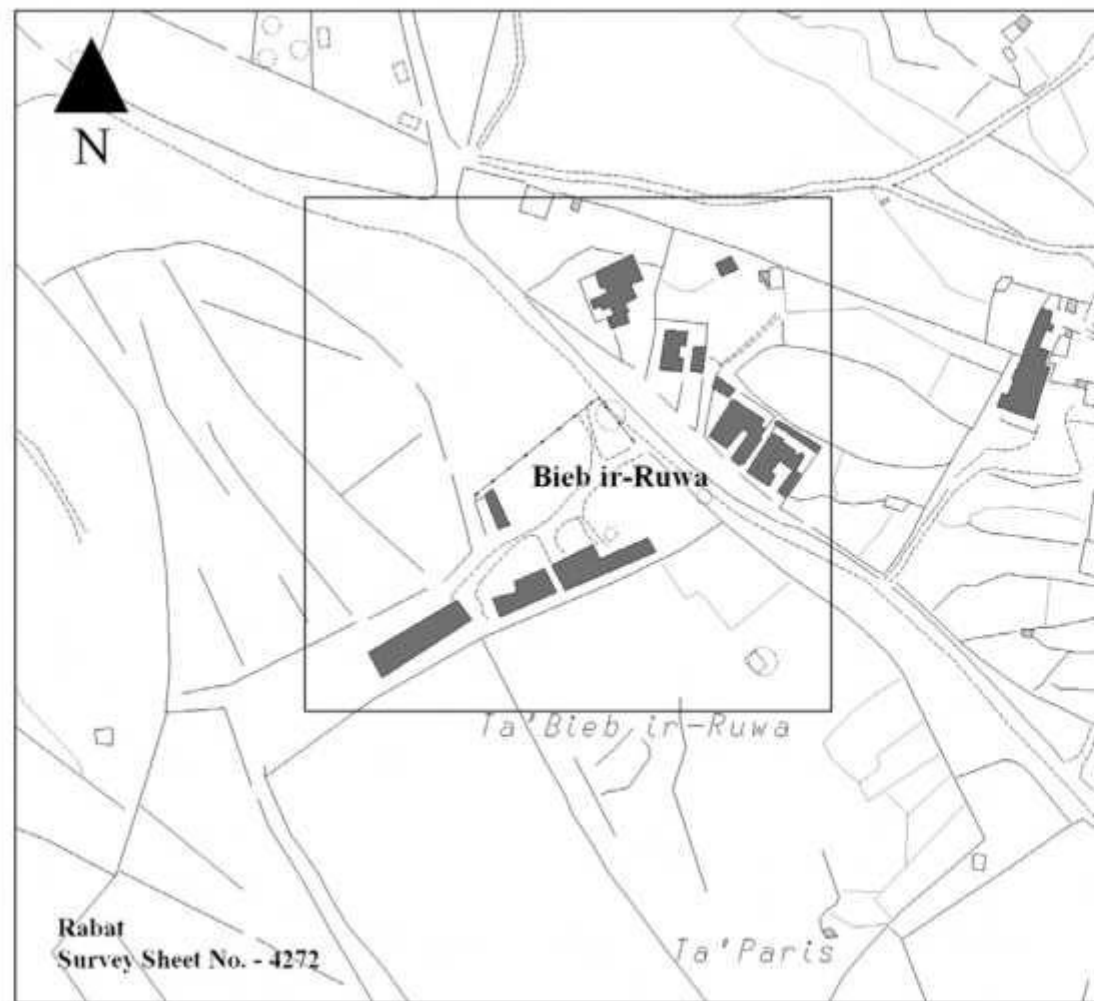 N
Bieb ir-Ruwa
Ta'Bieb ir-Ruwa
Ta'Paris
Rabat
Survey Sheet No. - 4272